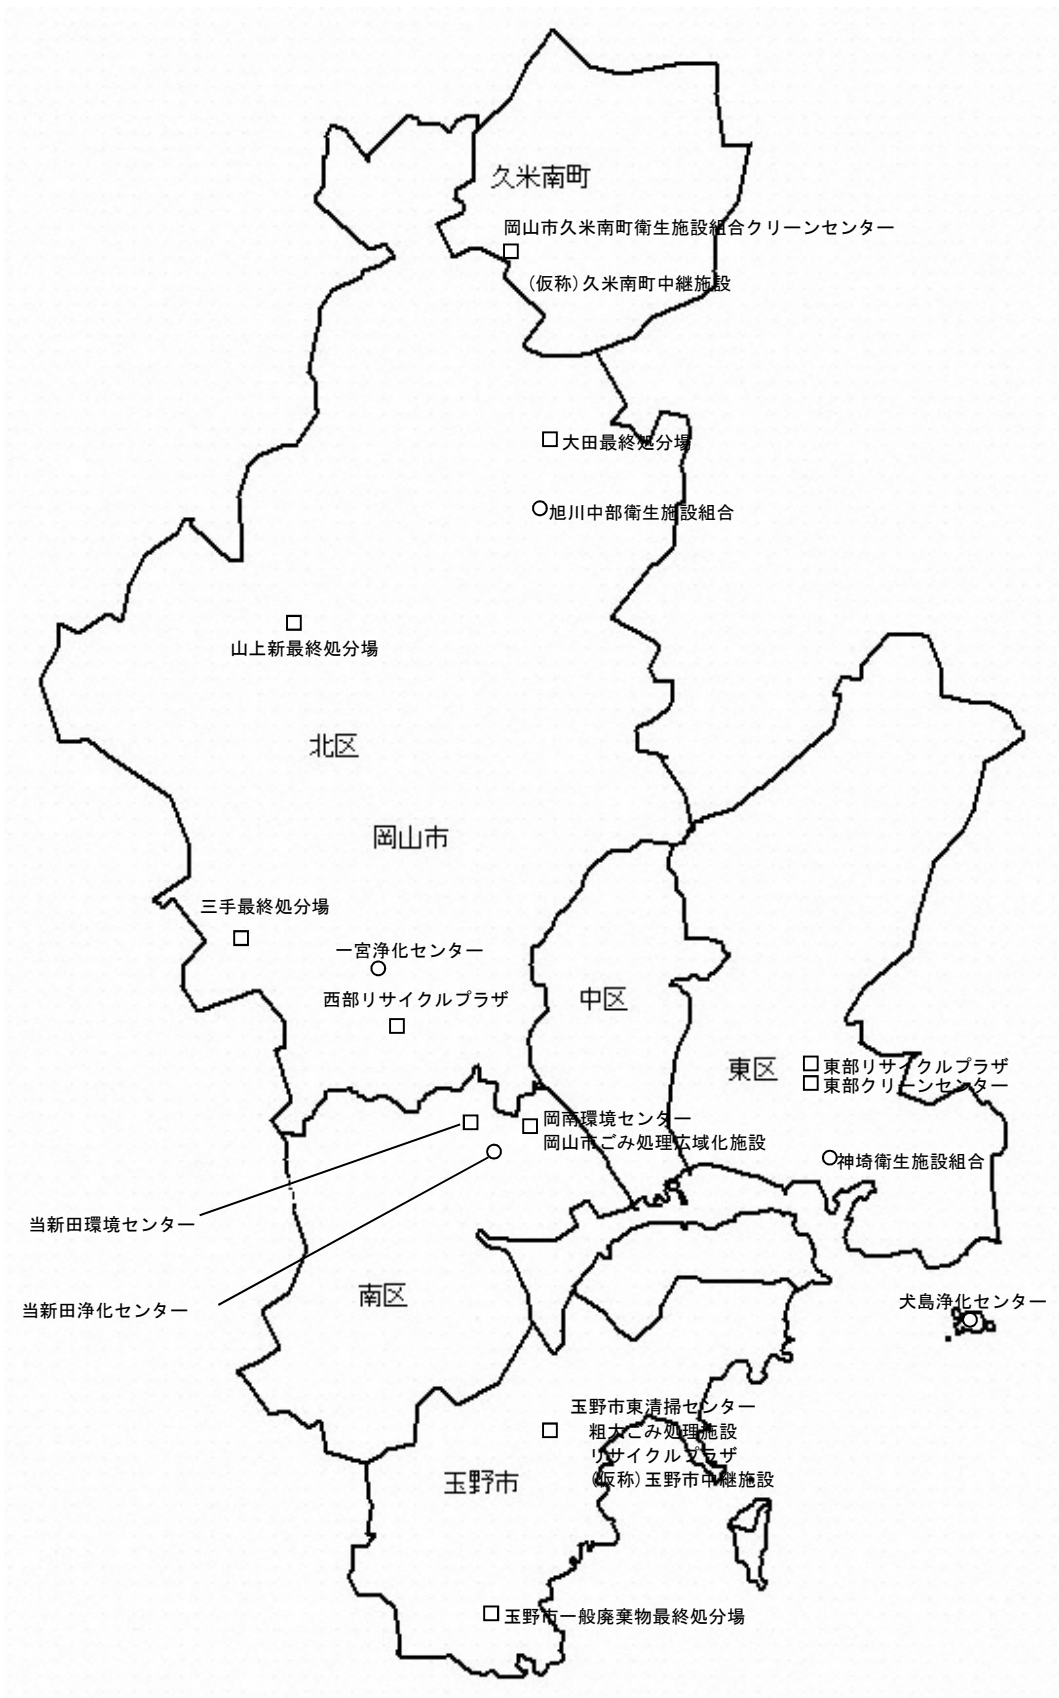 久米南町
岡山市久米南町衛生施設組合クリーンセンター
(仮称)久米南町中継施設
大田最終処分場
旭川中部衛生施設組合
山上新最終処分場
北区
岡山市
三手最終処分場
一宮浄化センター
西部リサイクルプラザ
中区
東区
東部リサイクルプラザ
東部クリーンセンター
岡南環境センター
岡山市ごみ処理広域化施設
神埼衛生施設組合
当新田環境センター
南区
当新田浄化センター
犬島浄化センター
玉野市東清掃センター
粗大ごみ処理施設
リサイクルプラザ
(仮称)玉野市中継施設
玉野市
玉野市一般廃棄物最終処分場